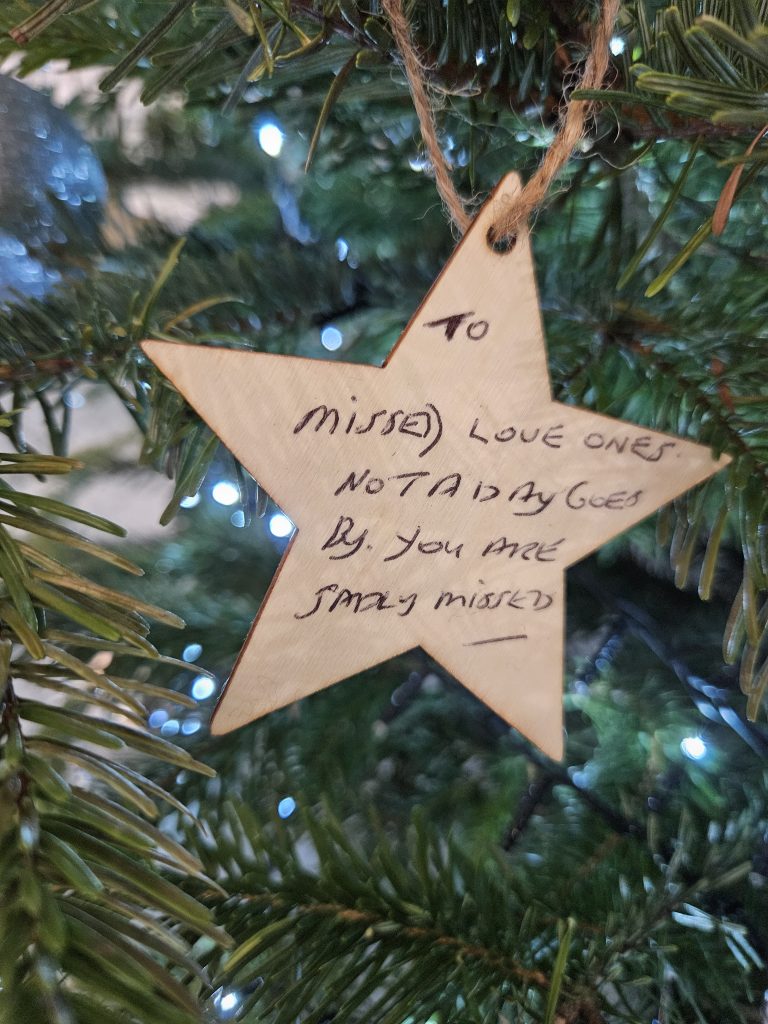 TO
MISSED LOVE ONES.
NOT A DAY GOES
By. you ARE
SADLY MISSED